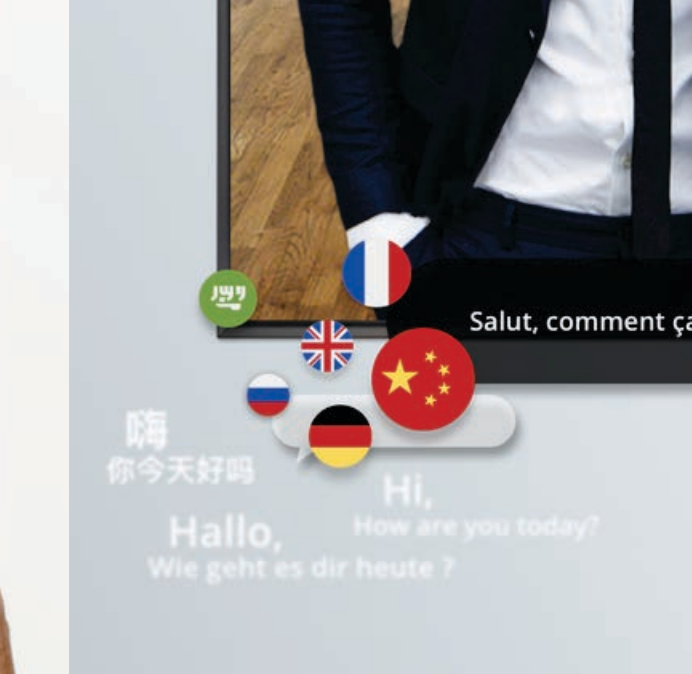 Salut, comment ça
嗨
你今天好吗
Hi,
How are you today?
Hallo,
Wie geht es dir heute ?